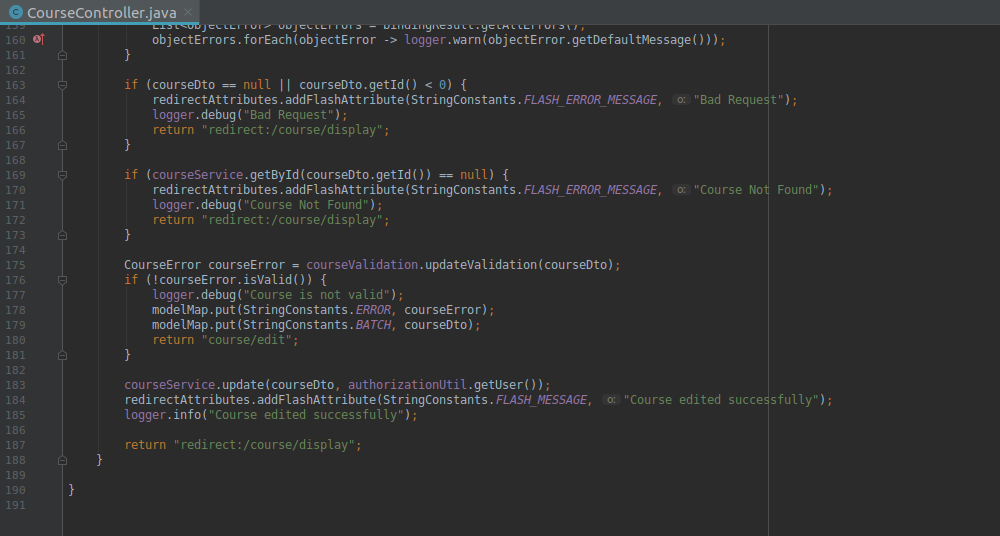 CourseController.java
159 List<ObjectError> objectErrors = bindingResult.getAllErrors();
160 objectErrors.forEach(objectError -> logger.warn(objectError.getDefaultMessage()));
161 }
162
163 if (courseDto == null || courseDto.getId() < 0) {
164 redirectAttributes.addFlashAttribute(StringConstants.FLASH_ERROR_MESSAGE, o: "Bad Request");
165 logger.debug("Bad Request");
166 return "redirect:/course/display";
167 }
168
169 if (courseService.getById(courseDto.getId()) == null) {
170 redirectAttributes.addFlashAttribute(StringConstants.FLASH_ERROR_MESSAGE, o: "Course Not Found");
171 logger.debug("Course Not Found");
172 return "redirect:/course/display";
173 }
174
175 CourseError courseError = courseValidation.updateValidation(courseDto);
176 if (!courseError.isValid()) {
177 logger.debug("Course is not valid");
178 modelMap.put(StringConstants.ERROR, courseError);
179 modelMap.put(StringConstants.BATCH, courseDto);
180 return "course/edit";
181 }
182
183 courseService.update(courseDto, authorizationUtil.getUser());
184 redirectAttributes.addFlashAttribute(StringConstants.FLASH_MESSAGE, o: "Course edited successfully");
185 logger.info("Course edited successfully");
186
187 return "redirect:/course/display";
188 }
189
190 }
191